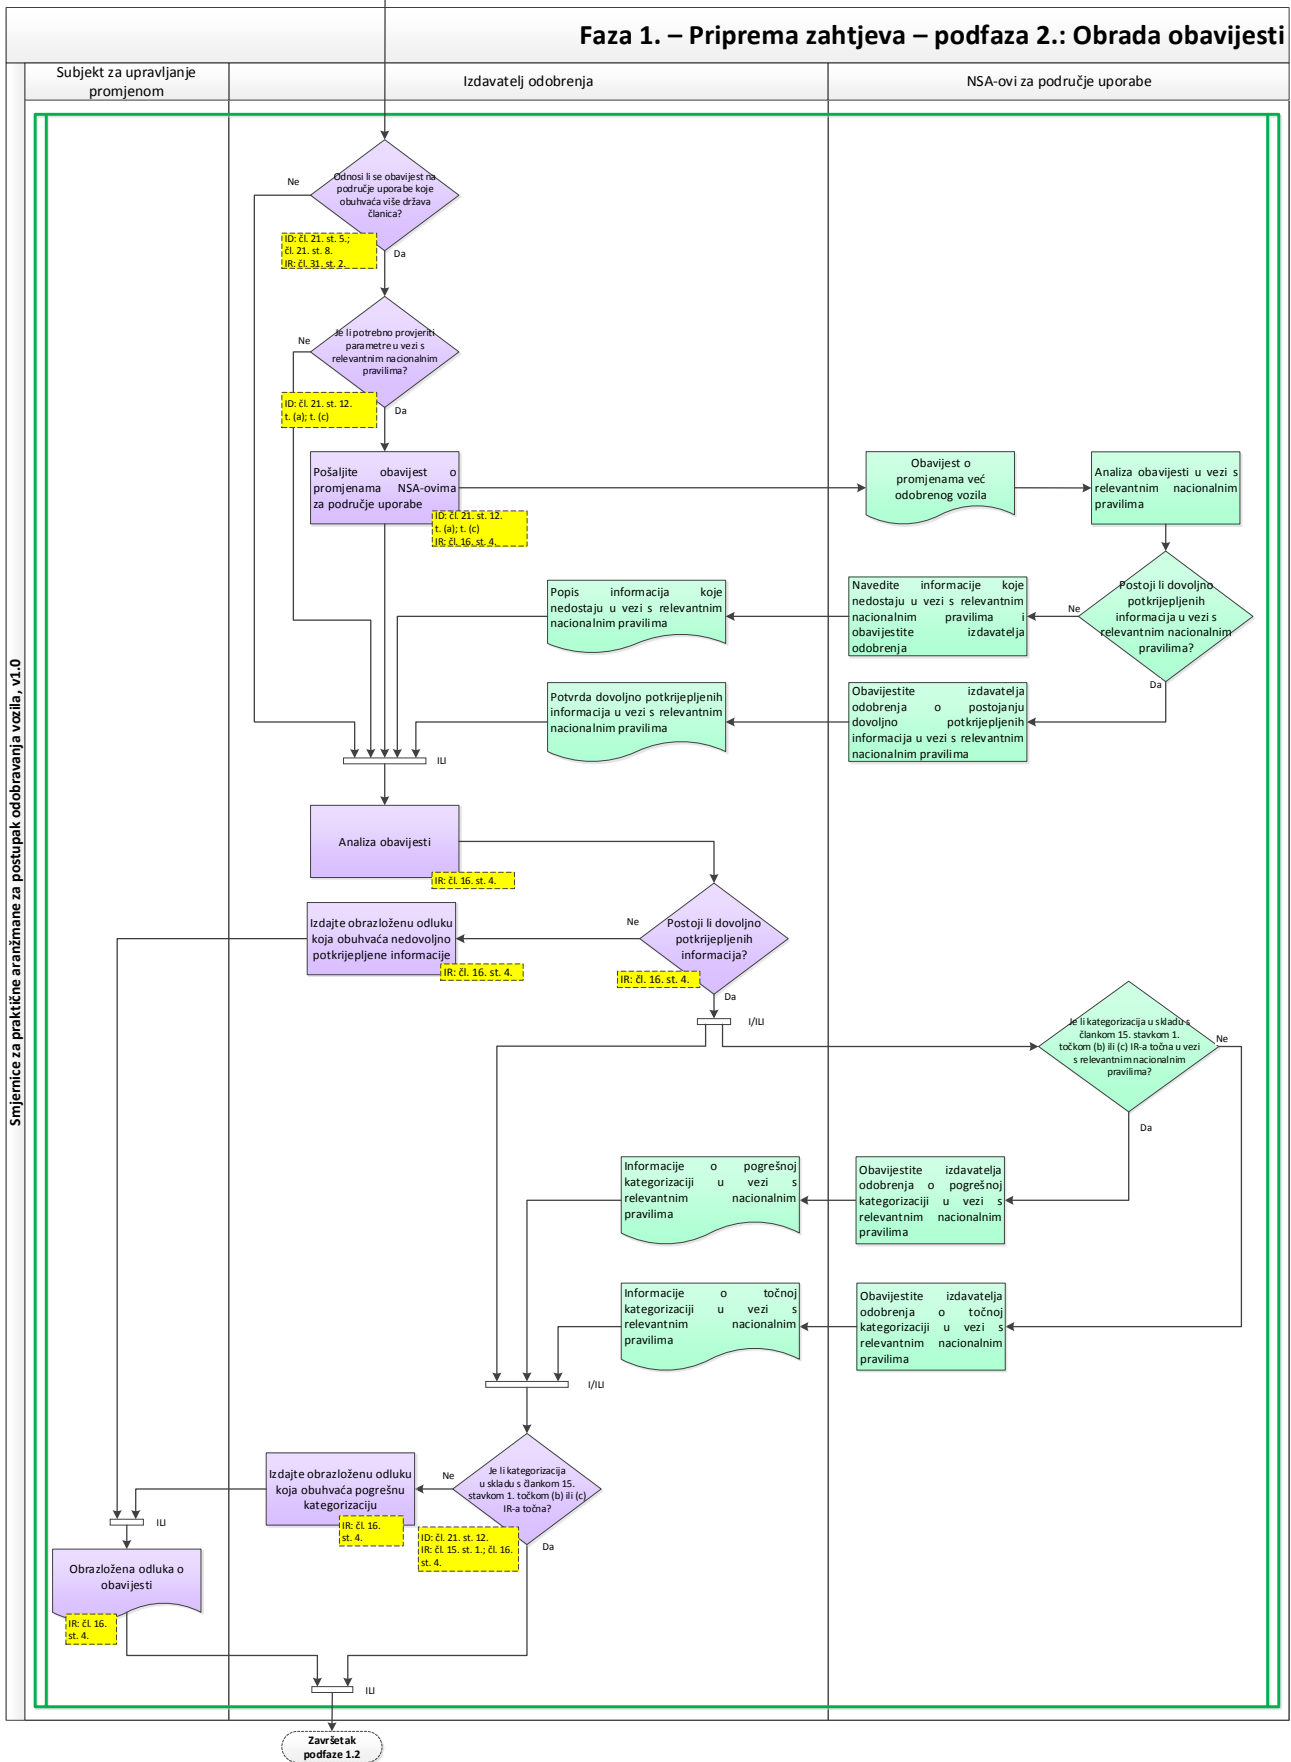 Faza 1. – Priprema zahtjeva – podfaza 2.: Obrada obavijesti
Smjernice za praktične aranžmane za postupak odobravanja vozila, v1.0
Subjekt za upravljanje
promjenom
Izdavatelj odobrenja
NSA-ovi za područje uporabe
Odnosi li se obavijest na
područje uporabe koje
obuhvaća više država
članica?
Ne
ID: čl. 21. st. 5.;
čl. 21. st. 8.
IR: čl. 31. st. 2.
Da
Je li potrebno provjeriti
parametre u vezi s
relevantnim nacionalnim
pravilima?
Ne
ID: čl. 21. st. 12.
t. (a); t. (c)
Da
Pošaljite obavijest o
promjenama NSA-ovima
za područje uporabe
ID: čl. 21. st. 12.
t. (a); t. (c)
IR: čl. 16. st. 4.
Obavijest o
promjenama već
odobrenog vozila
Analiza obavijesti u vezi s
relevantnim nacionalnim
pravilima
Postoji li dovoljno
potkrijepljenih
informacija u vezi s
relevantnim nacionalnim
pravilima?
Ne
Da
Navedite informacije koje
nedostaju u vezi s relevantnim
nacionalnim pravilima i
obavijestite izdavatelja
odobrenja
Popis informacija koje
nedostaju u vezi s relevantnim
nacionalnim pravilima
Obavijestite izdavatelja
odobrenja o postojanju
dovoljno potkrijepljenih
informacija u vezi s relevantnim
nacionalnim pravilima
Potvrda dovoljno potkrijepljenih
informacija u vezi s relevantnim
nacionalnim pravilima
ILI
Analiza obavijesti
IR: čl. 16. st. 4.
Postoji li dovoljno
potkrijepljenih
informacija?
Ne
IR: čl. 16. st. 4.
Da
Izdajte obrazloženu odluku
koja obuhvaća nedovoljno
potkrijepljene informacije
IR: čl. 16. st. 4.
I/ILI
Je li kategorizacija u skladu s
člankom 15. stavkom 1.
točkom (b) ili (c) IR-a točna u vezi
s relevantnim nacionalnim
pravilima?
Ne
Da
Obavijestite izdavatelja
odobrenja o pogrešnoj
kategorizaciji u vezi s
relevantnim nacionalnim
pravilima
Informacije o pogrešnoj
kategorizaciji u vezi s
relevantnim nacionalnim
pravilima
Obavijestite izdavatelja
odobrenja o točnoj
kategorizaciji u vezi s
relevantnim nacionalnim
pravilima
Informacije o točnoj
kategorizaciji u vezi s
relevantnim nacionalnim
pravilima
I/ILI
Je li kategorizacija
u skladu s člankom 15.
stavkom 1. točkom (b) ili (c)
IR-a točna?
Ne
ID: čl. 21. st. 12.
IR: čl. 15. st. 1.; čl. 16.
st. 4.
Da
Izdajte obrazloženu odluku
koja obuhvaća pogrešnu
kategorizaciju
IR: čl. 16.
st. 4.
ILI
Obrazložena odluka o
obavijesti
IR: čl. 16.
st. 4.
ILI
Završetak
podfaze 1.2